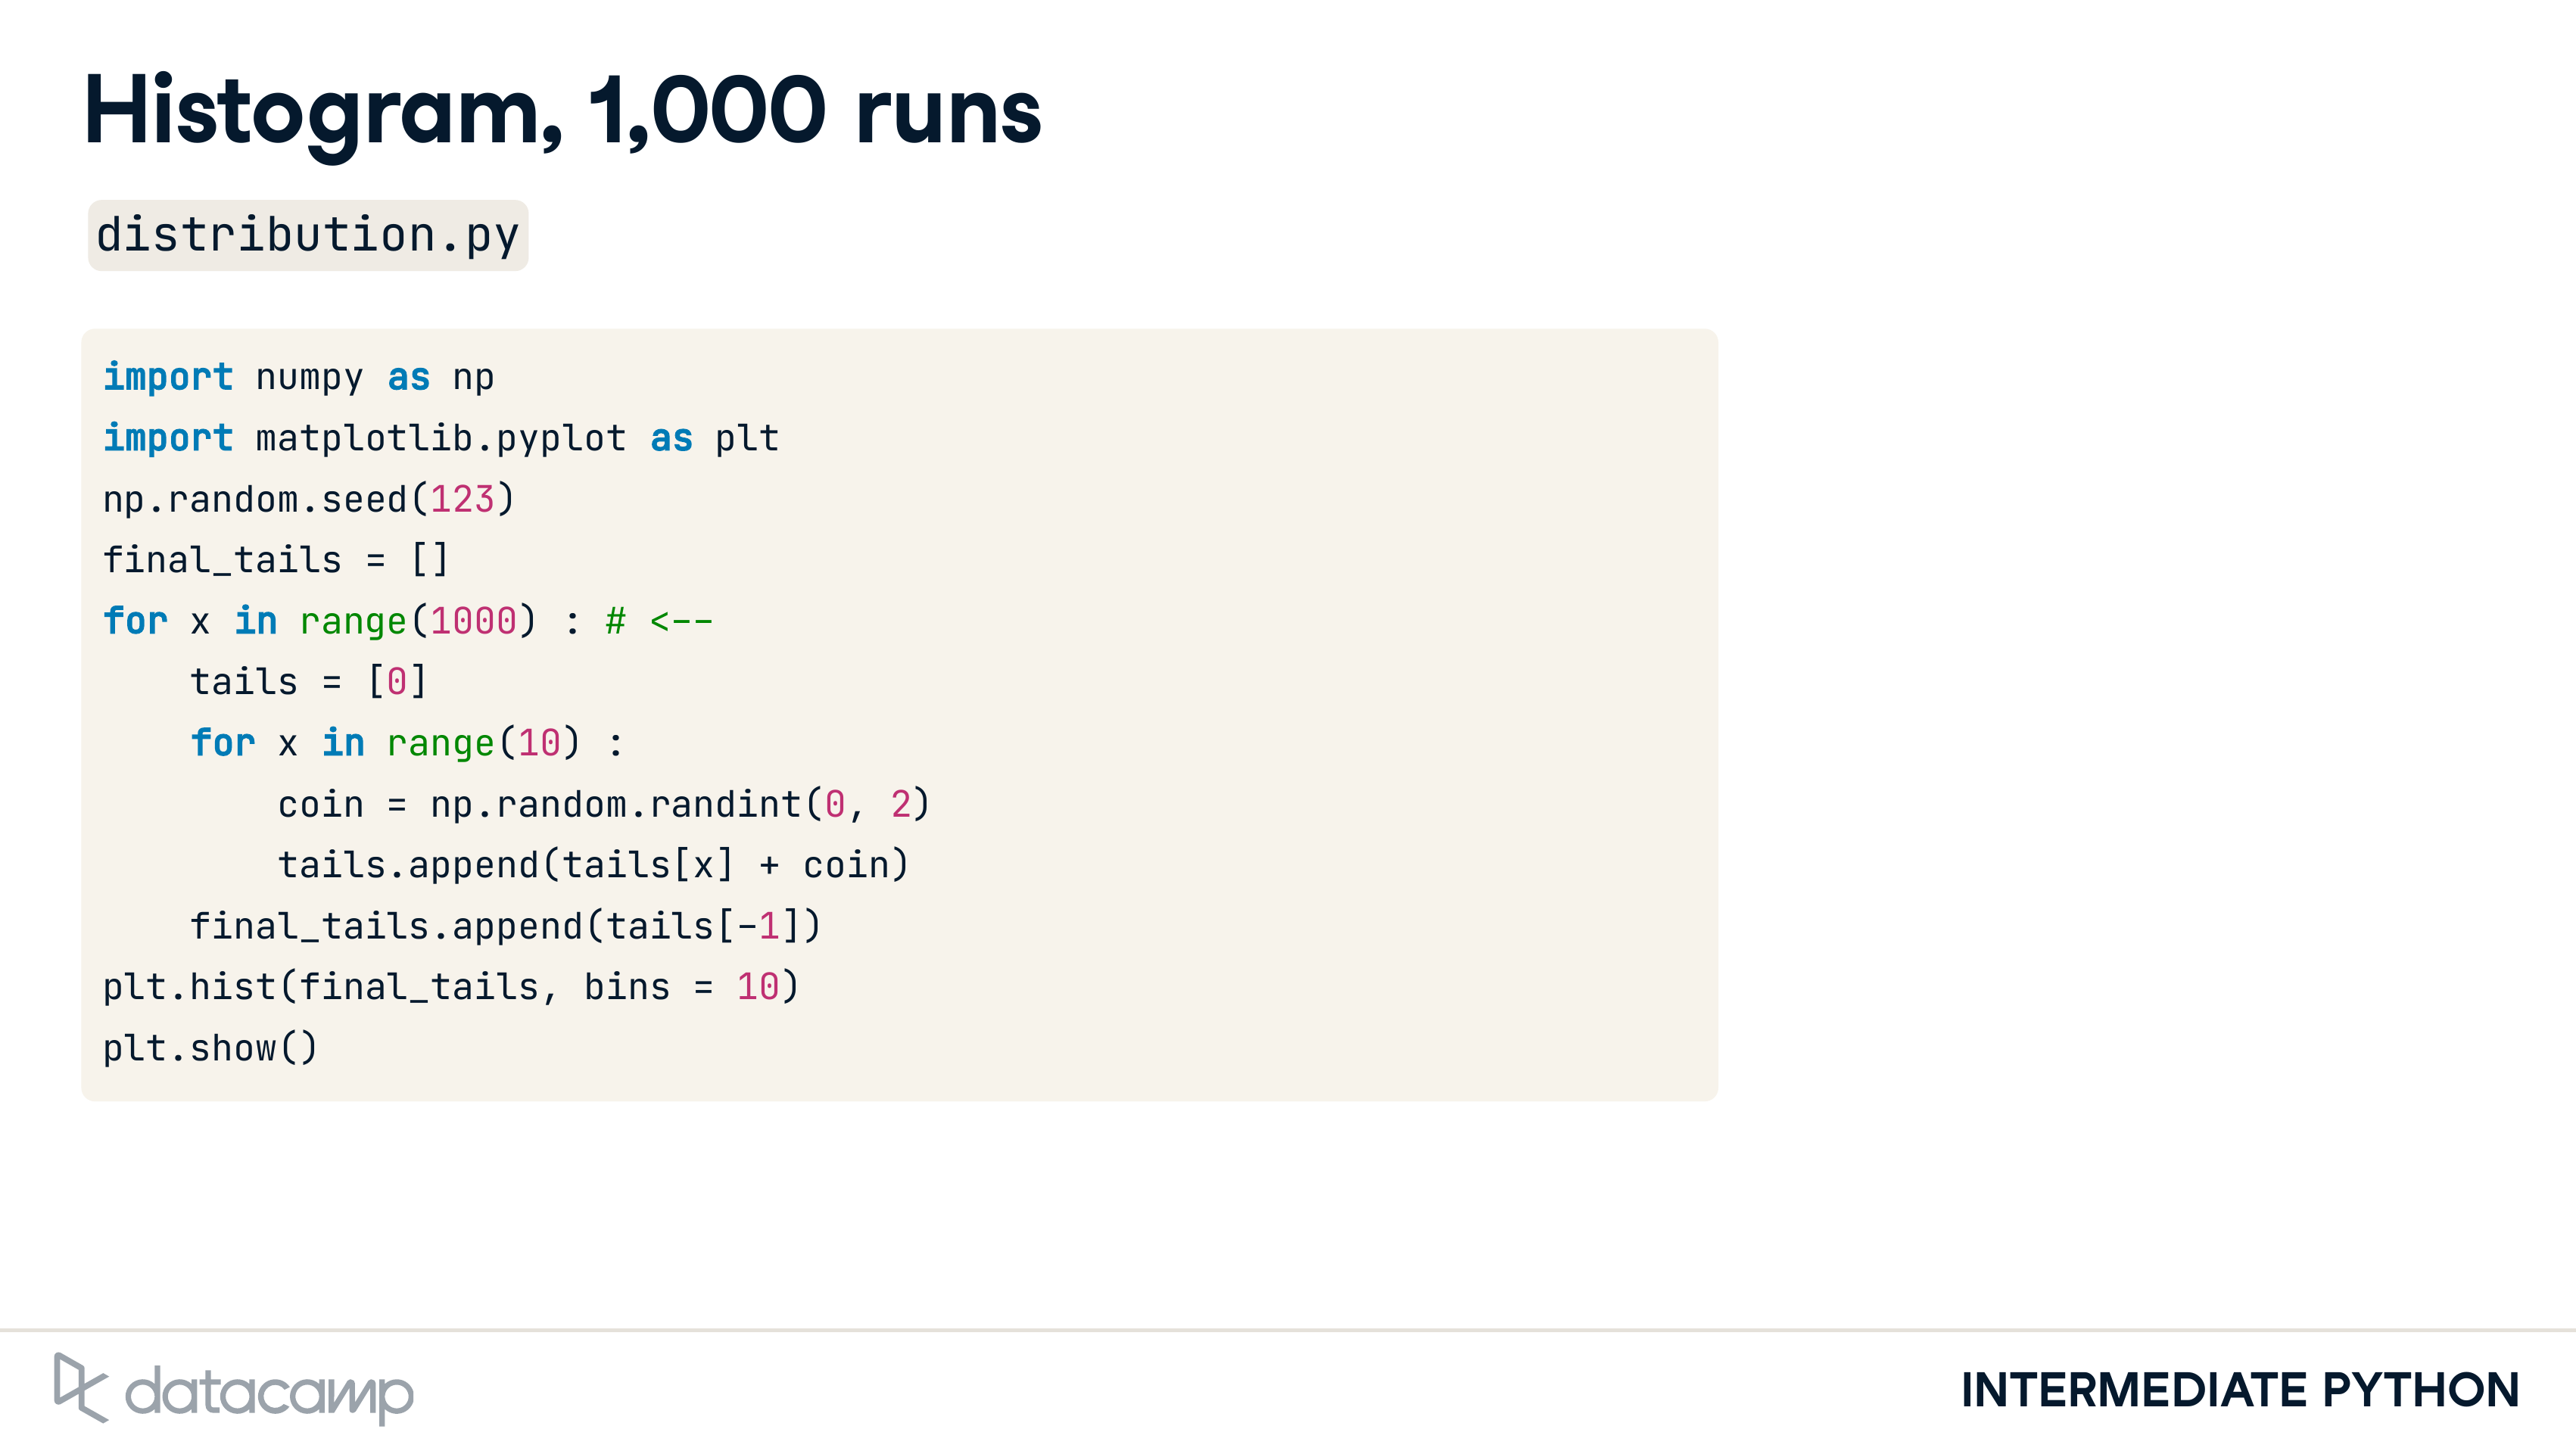 Histogram, 1,000 runs
distribution.py
import numpy as np
import matplotlib.pyplot as plt
np.random.seed(123)
final_tails = []
for x in range(1000) : # <--
    tails = [0]
    for x in range(10) :
        coin = np.random.randint(0, 2)
        tails.append(tails[x] + coin)
    final_tails.append(tails[-1])
plt.hist(final_tails, bins = 10)
plt.show()
datacamp
INTERMEDIATE PYTHON